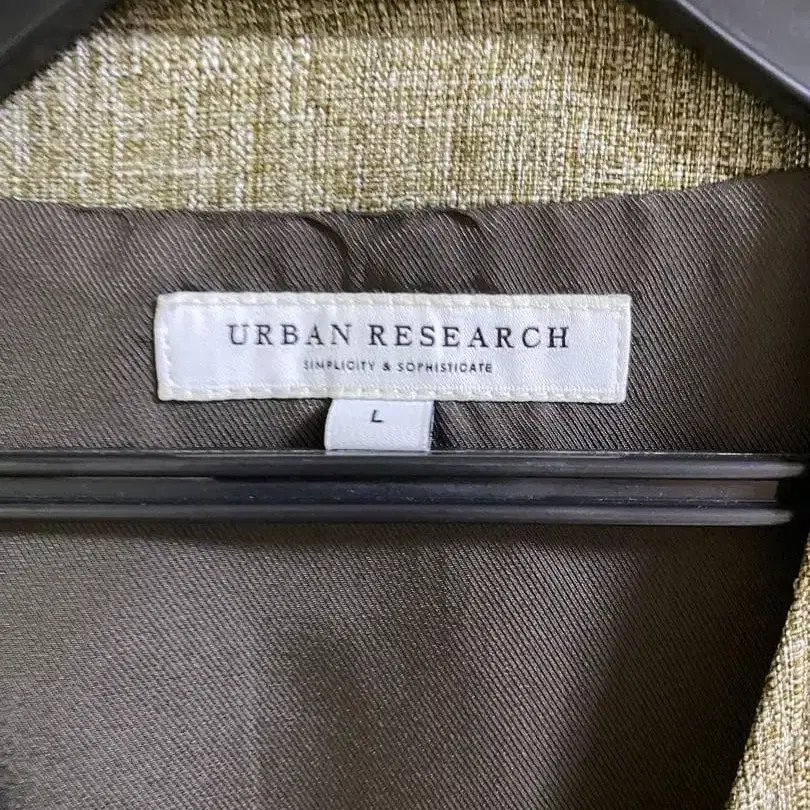 URBAN RESEARCH
SIMPLICITY & SOPHISTICATE
L